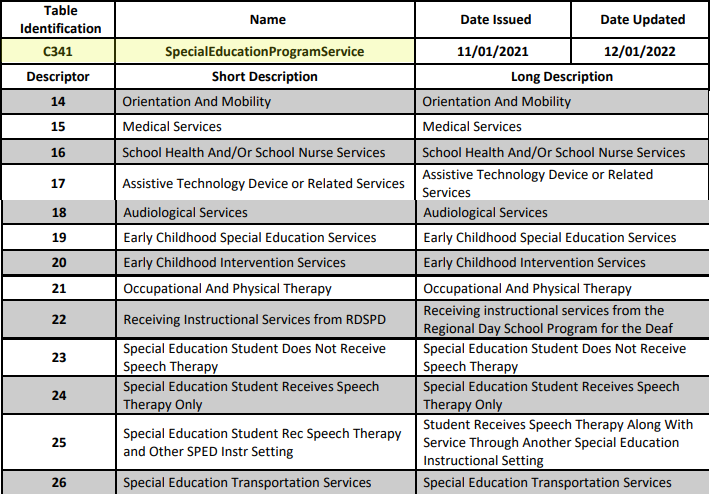 Table Identification Name Date Issued Date Updated
C341 SpecialEducationProgramService 11/01/2021 12/01/2022
Descriptor Short Description Long Description
14 Orientation And Mobility Orientation And Mobility
15 Medical Services Medical Services
16 School Health And/Or School Nurse Services School Health And/Or School Nurse Services
17 Assistive Technology Device or Related Services Assistive Technology Device or Related
Services
18 Audiological Services Audiological Services
19 Early Childhood Special Education Services Early Childhood Special Education Services
20 Early Childhood Intervention Services Early Childhood Intervention Services
21 Occupational And Physical Therapy Occupational And Physical Therapy
22 Receiving Instructional Services from RDSPD Receiving instructional services from the
Regional Day School Program for the Deaf
23 Special Education Student Does Not Receive Special Education Student Does Not Receive
Speech Therapy Speech Therapy
24 Special Education Student Receives Speech Special Education Student Receives Speech
Therapy Only Therapy Only
25 Special Education Student Rec Speech Therapy Student Receives Speech Therapy Along With
and Other SPED Instr Setting Service Through Another Special Education
Instructional Setting
26 Special Education Transportation Services Special Education Transportation Services